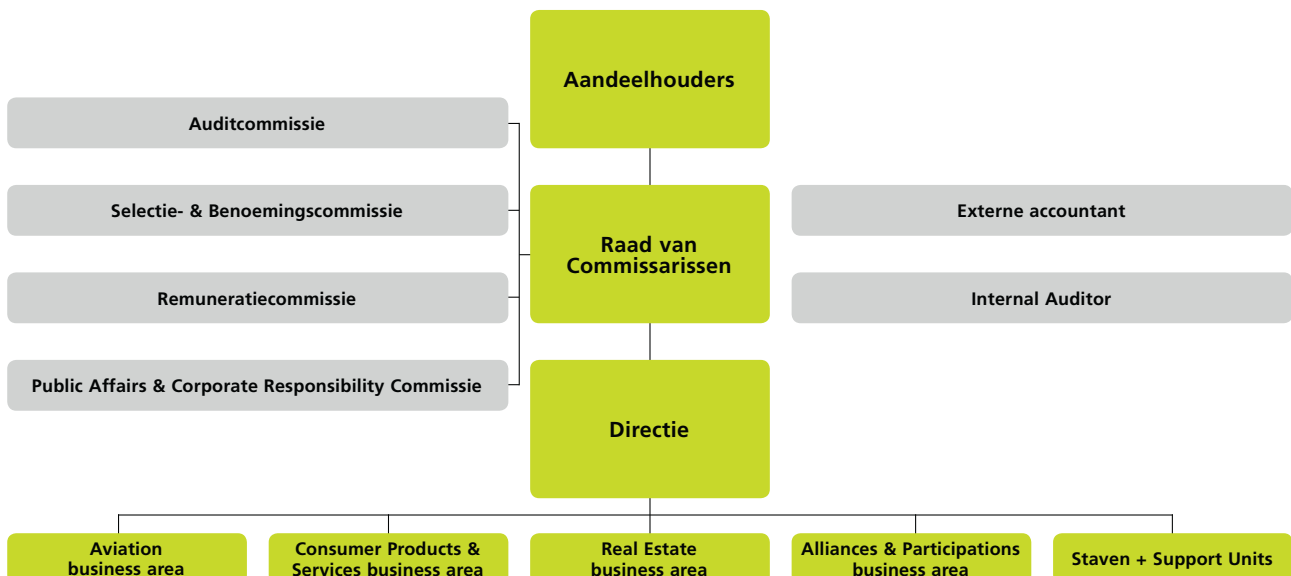 Aandeelhouders
Auditcommissie
Selectie- & Benoemingscommissie
Externe accountant
Raad van
Commissarissen
Remuneratiecommissie
Internal Auditor
Public Affairs & Corporate Responsibility Commissie
Directie
Aviation
business area
Consumer Products &
Services business area
Real Estate
business area
Alliances & Participations
business area
Staven + Support Units